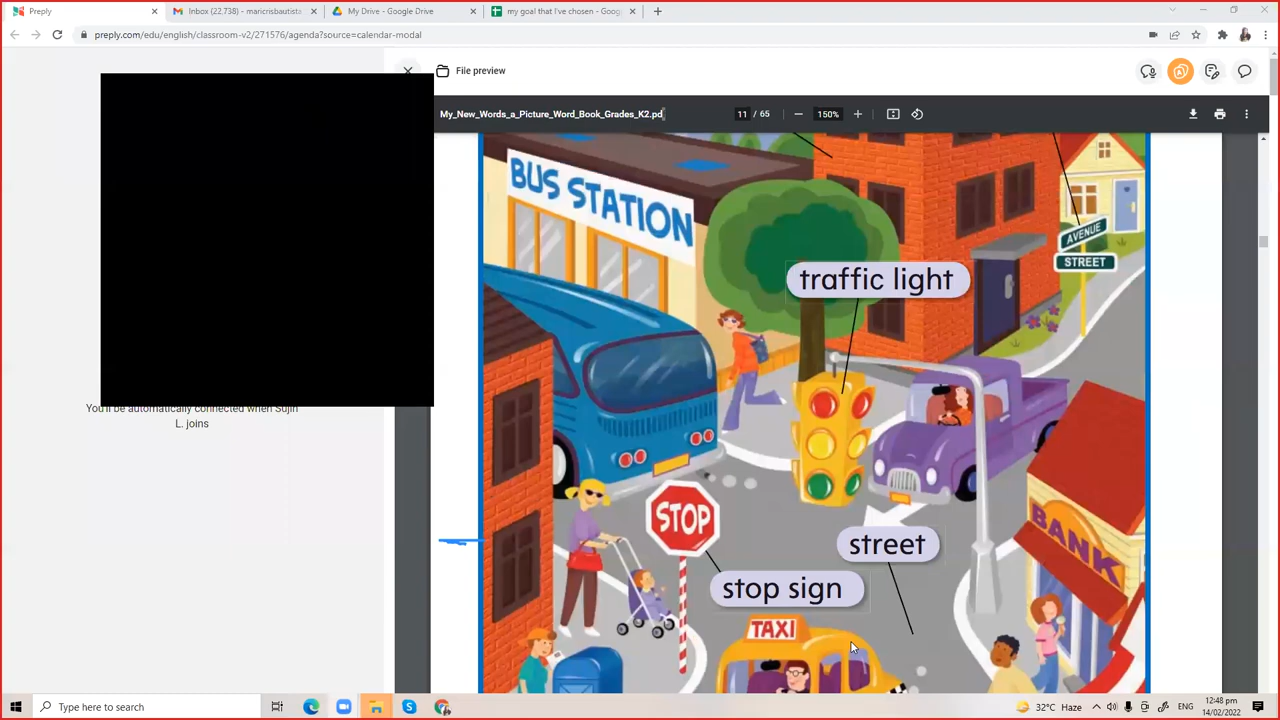 Preply
Inbox (22,738) - maricrisbautista
My Drive - Google Drive
my goal that I've chosen - Goog
preply.com/edu/english/classroom-v2/271576/agenda?source=calendar-modal
File preview
My_New_Words_a_Picture_Word_Book_Grades_K2.pd
11 / 65
150%
BUS STATION
AVENUE
STREET
traffic light
You'll be automatically connected when Sujin
L. joins
STOP
street
BANK
stop sign
TAXI
Type here to search
32°C Haze
ENG
12:48 pm
14/02/2022